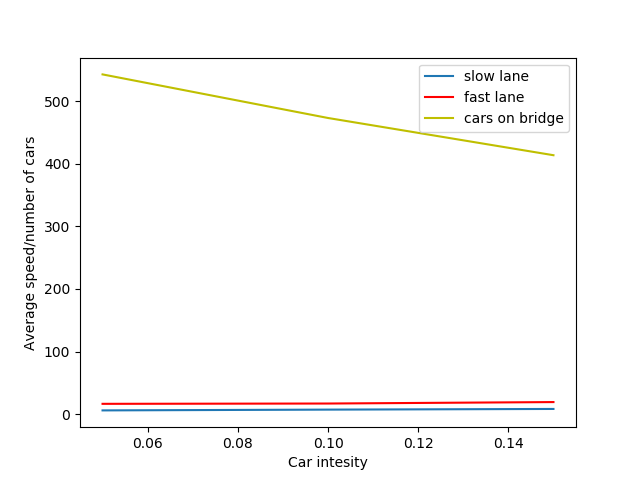 slow lane
fast lane
cars on bridge
Average speed/number of cars
500
400
300
200
100
0
0.06 0.08 0.10 0.12 0.14
Car intesity